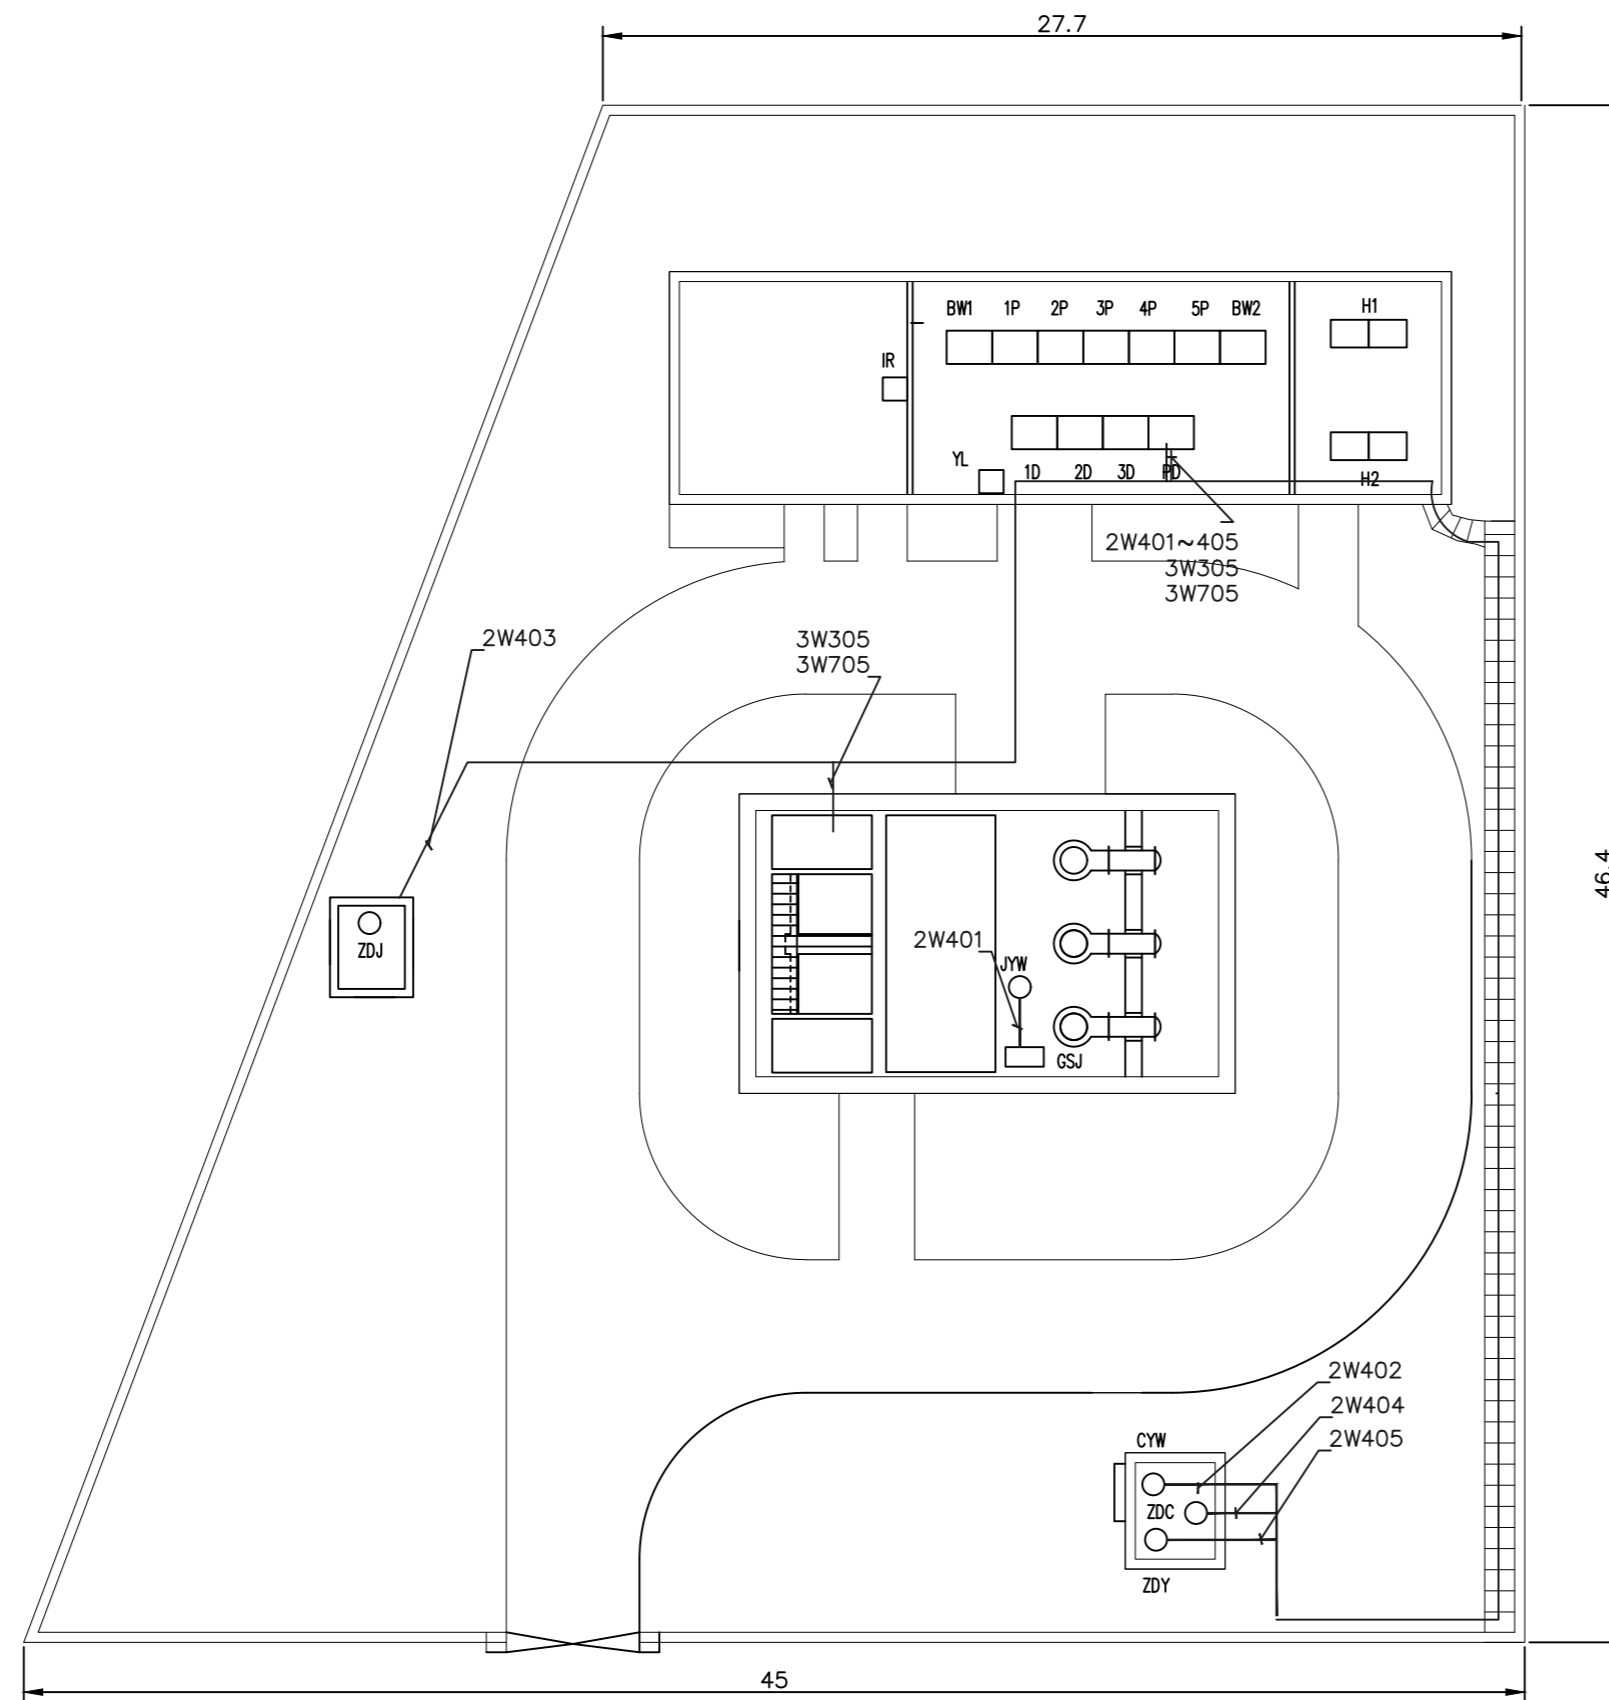 27.7
BW1 1P 2P 3P 4P 5P BW2 H1
IR
YL 1D 2D 3D PD H2
2W401~405
3W305
3W705
2W403
3W305
3W705
46.4
2W401
JYW
ZDJ
GSJ
2W402
2W404
2W405
CYW
ZDC
ZDY
45